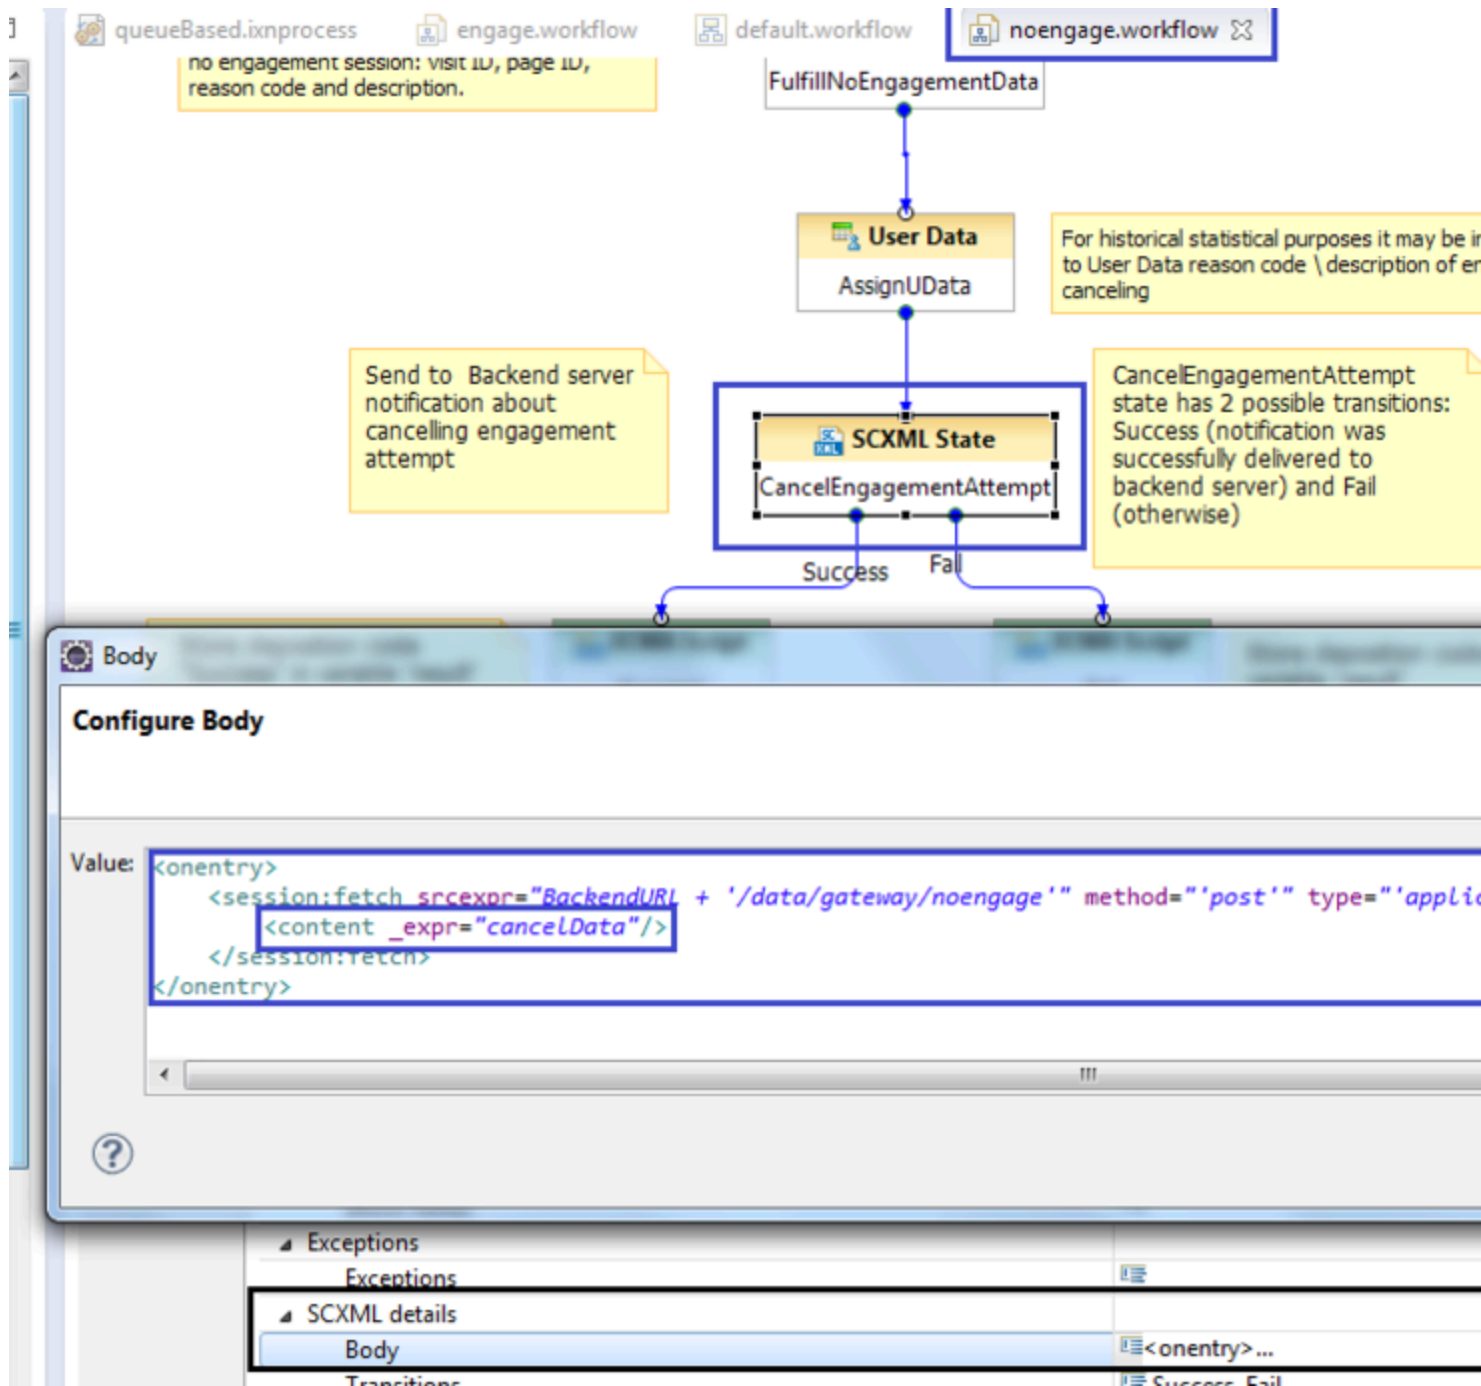 queueBased.ixnprocess
engage.workflow
default.workflow
noengage.workflow
no engagement session: visit ID, page ID,
reason code and description.
FulfillNoEngagementData
User Data
AssignUData
For historical statistical purposes it may be
to User Data reason code \ description of
canceling
Send to Backend server
notification about
cancelling engagement
attempt
SCXML State
CancelEngagementAttempt
CancelEngagementAttempt
state has 2 possible transitions:
Success (notification was
successfully delivered to
backend server) and Fail
(otherwise)
Success
Fail
Body
Configure Body
Value:
<onentry>
<session:fetch srcexpr="BackendURL + '/data/gateway/noengage'" method="'post'" type="'applic
<content _expr="cancelData"/>
</session:fetch>
</onentry>
Exceptions
Exceptions
SCXML details
Body
<onentry>...
Transitions
Success, Fail